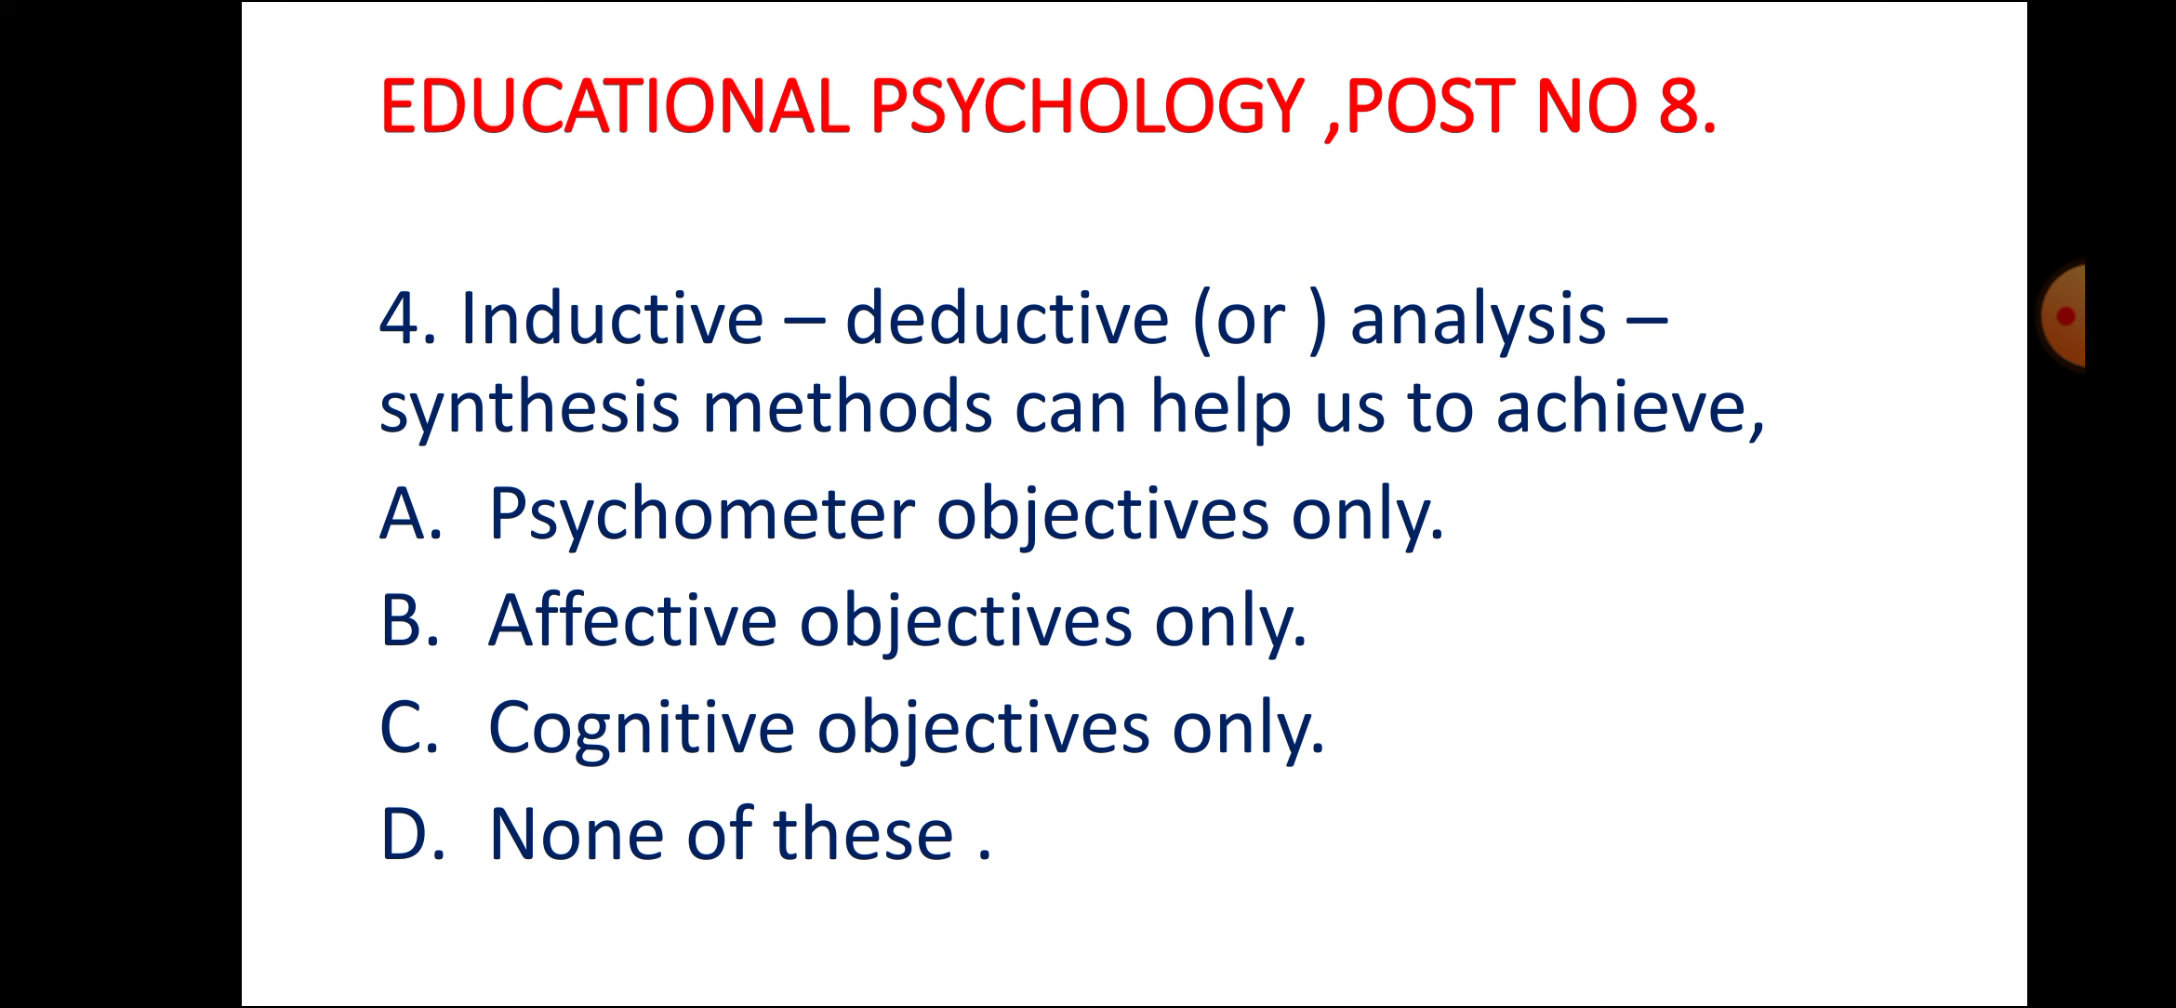 EDUCATIONAL PSYCHOLOGY ,POST NO 8.
4. Inductive – deductive (or ) analysis –
synthesis methods can help us to achieve,
A. Psychometer objectives only.
B. Affective objectives only.
C. Cognitive objectives only.
D. None of these .